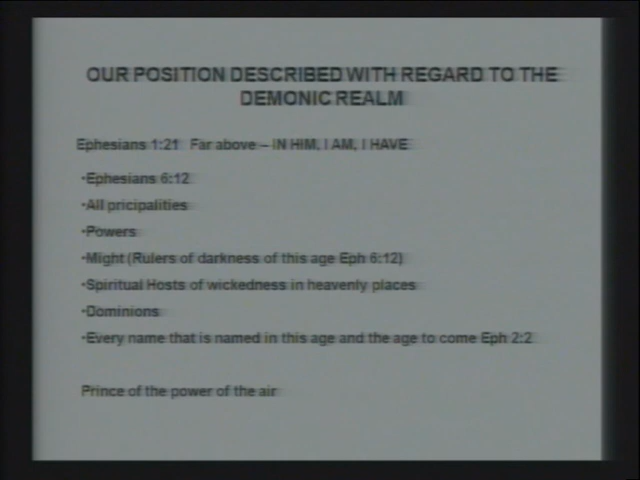 OUR POSITION DESCRIBED WITH REGARD TO THE
DEMONIC REALM
Ephesians 1:21 Far above – IN HIM, I AM, I HAVE
•Ephesians 6:12
•All pricipalities
•Powers
•Might (Rulers of darkness of this age Eph 6:12)
•Spiritual Hosts of wickedness in heavenly places
•Dominions
•Every name that is named in this age and the age to come Eph 2:2
Prince of the power of the air